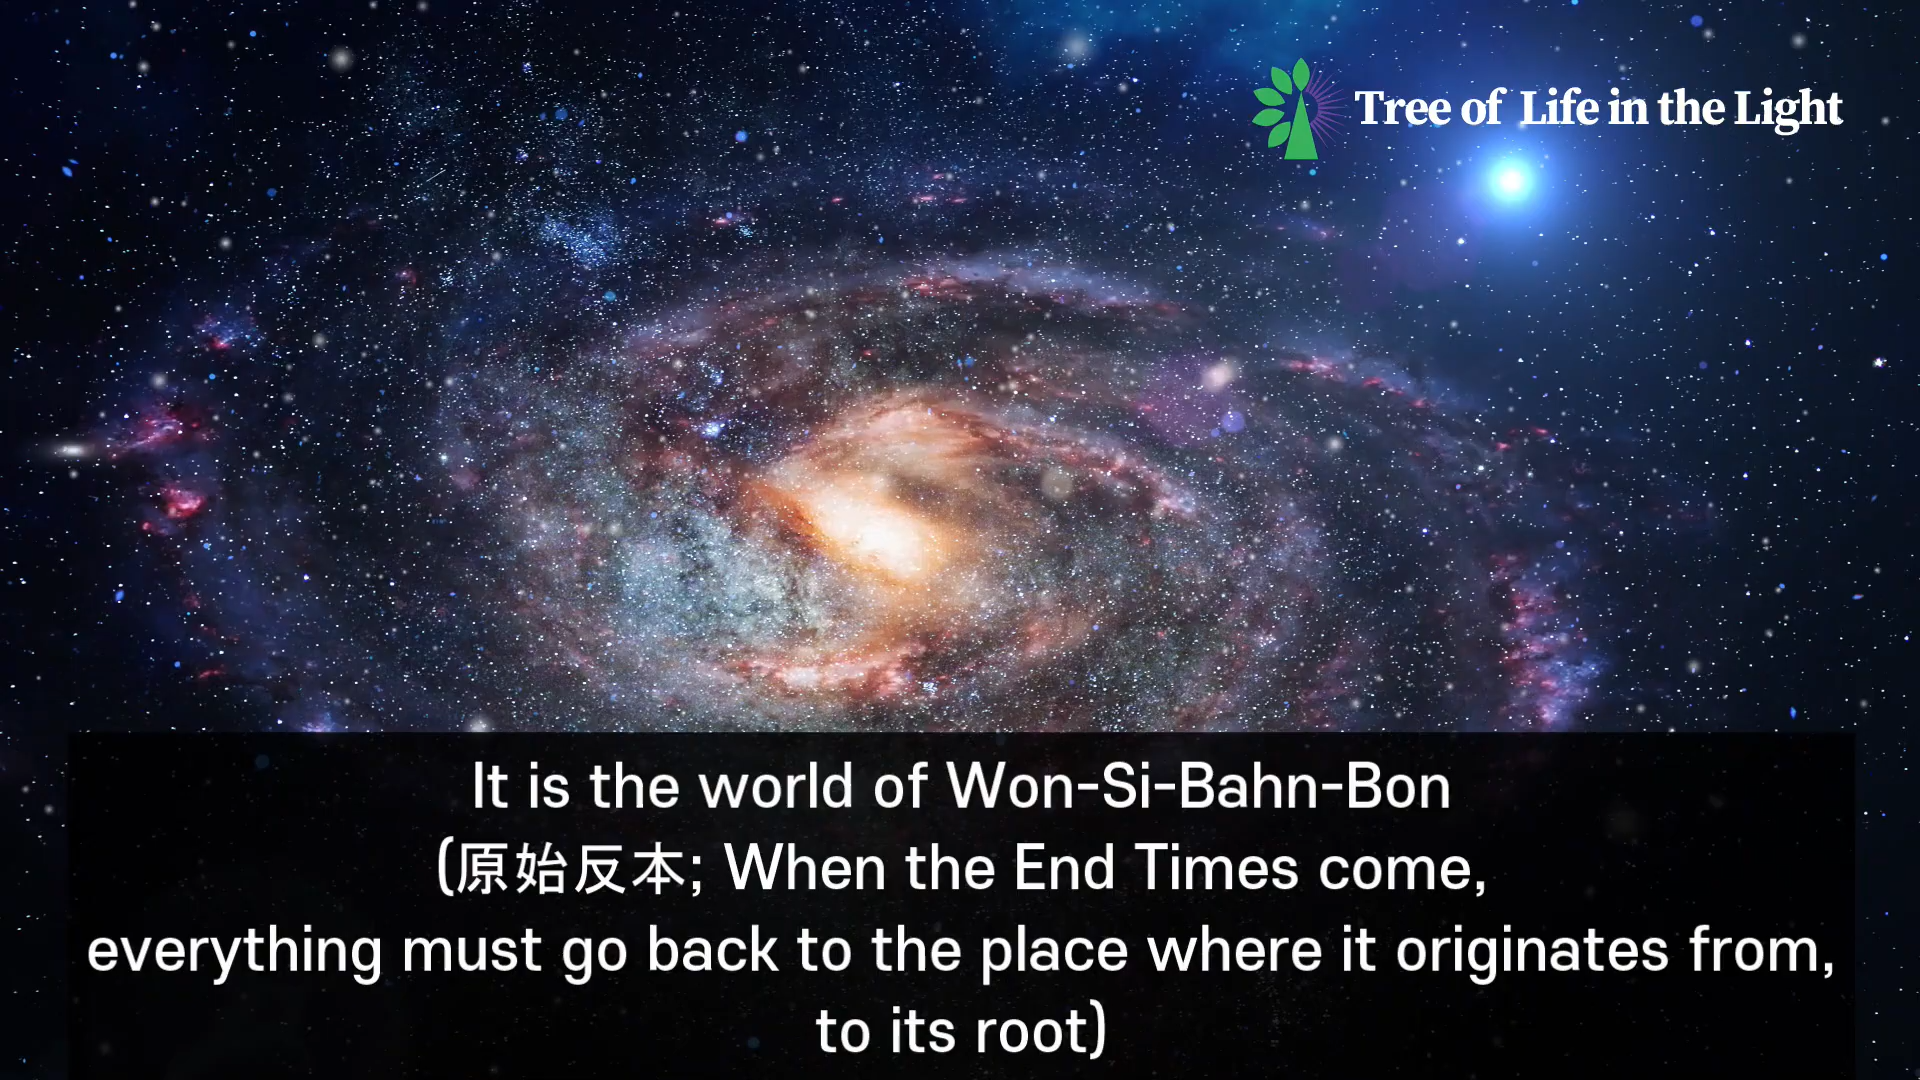 Tree of Life in the Light
It is the world of Won-Si-Bahn-Bon
(原始反本; When the End Times come,
everything must go back to the place where it originates from,
to its root)